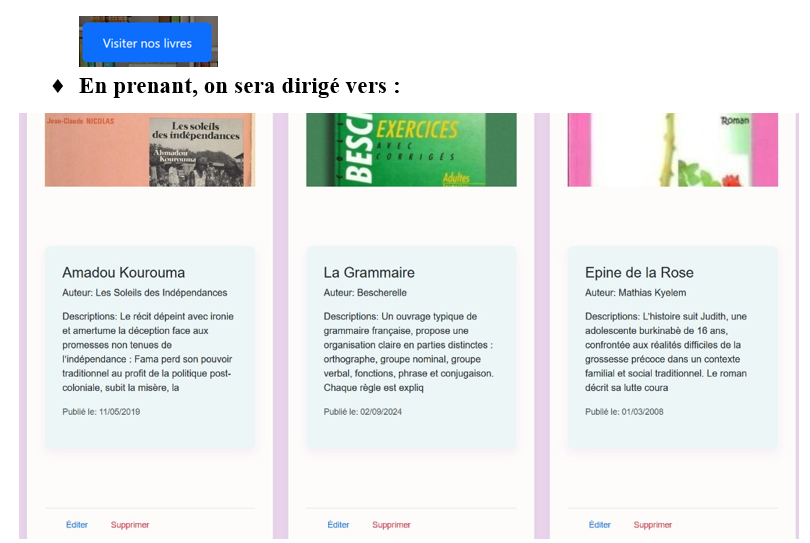 Visiter nos livres
♦ En prenant, on sera dirigé vers :
Jean-Claude NICOLAS
Les soleils
des indépendances
Ahmadou
Kourouma
BESC
EXERCICES
AVEC
CORRIGÉS
Adultes
Roman
Amadou Kourouma
Auteur: Les Soleils des Indépendances
Descriptions: Le récit dépeint avec ironie
et amertume la déception face aux
promesses non tenues de
l'indépendance : Fama perd son pouvoir
traditionnel au profit de la politique post-
coloniale, subit la misère, la
Publié le: 11/05/2019
Éditer Supprimer
La Grammaire
Auteur: Bescherelle
Descriptions: Un ouvrage typique de
grammaire française, propose une
organisation claire en parties distinctes :
orthographe, groupe nominal, groupe
verbal, fonctions, phrase et conjugaison.
Chaque règle est expliq
Publié le: 02/09/2024
Éditer Supprimer
Epine de la Rose
Auteur: Mathias Kyelem
Descriptions: L'histoire suit Judith, une
adolescente burkinabè de 16 ans,
confrontée aux réalités difficiles de la
grossesse précoce dans un contexte
familial et social traditionnel. Le roman
décrit sa lutte coura
Publié le: 01/03/2008
Éditer Supprimer